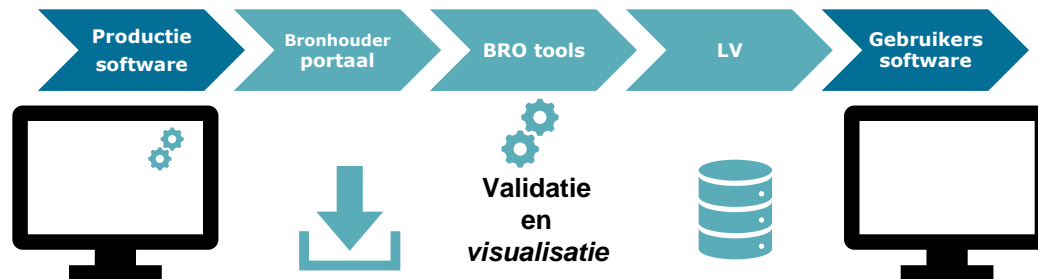 Productie
software
Bronhouder
portaal
BRO tools
LV
Gebruikers
software
Validatie
en
visualisatie